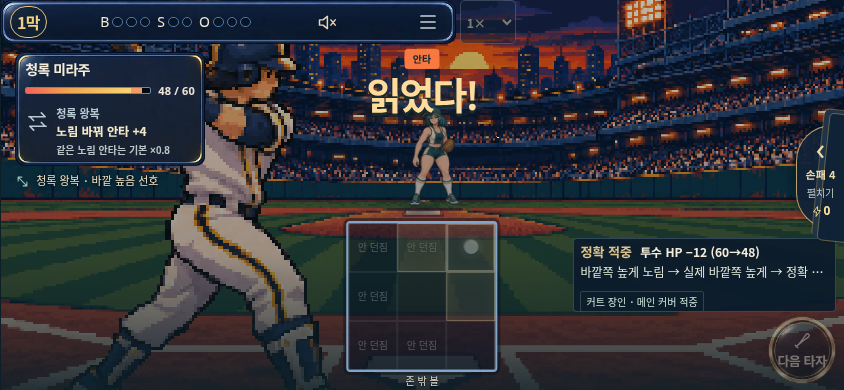 1막 B○○○ S○○ O○○○
1×
청록 미라주
48 / 60
청록 왕복
노림 바꿔 안타 +4
같은 노림 안타는 기본 ×0.8
청록 왕복 · 바깥 높음 선호
안타
읽었다!
손패 4
펼치기
0
안 던짐 안 던짐
안 던짐
안 던짐 안 던짐
존 밖 볼
정확 적중 투수 HP −12 (60→48)
바깥쪽 높게 노림 → 실제 바깥쪽 높게 → 정확 …
커트 장인 · 메인 커버 적중
다음 타자